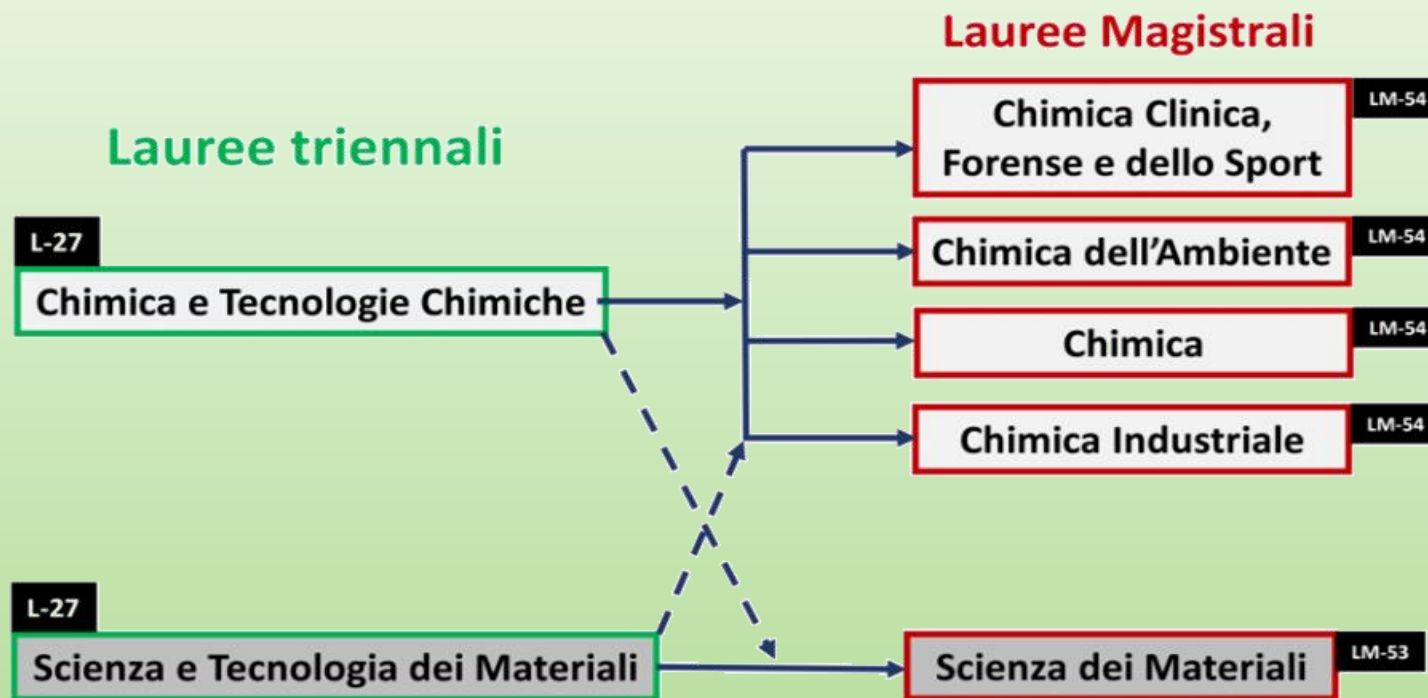 Lauree Magistrali
Lauree triennali
L-27
Chimica e Tecnologie Chimiche
Chimica Clinica,
Forense e dello Sport
LM-54
Chimica dell’Ambiente
LM-54
Chimica
LM-54
Chimica Industriale
LM-54
L-27
Scienza e Tecnologia dei Materiali
Scienza dei Materiali
LM-53